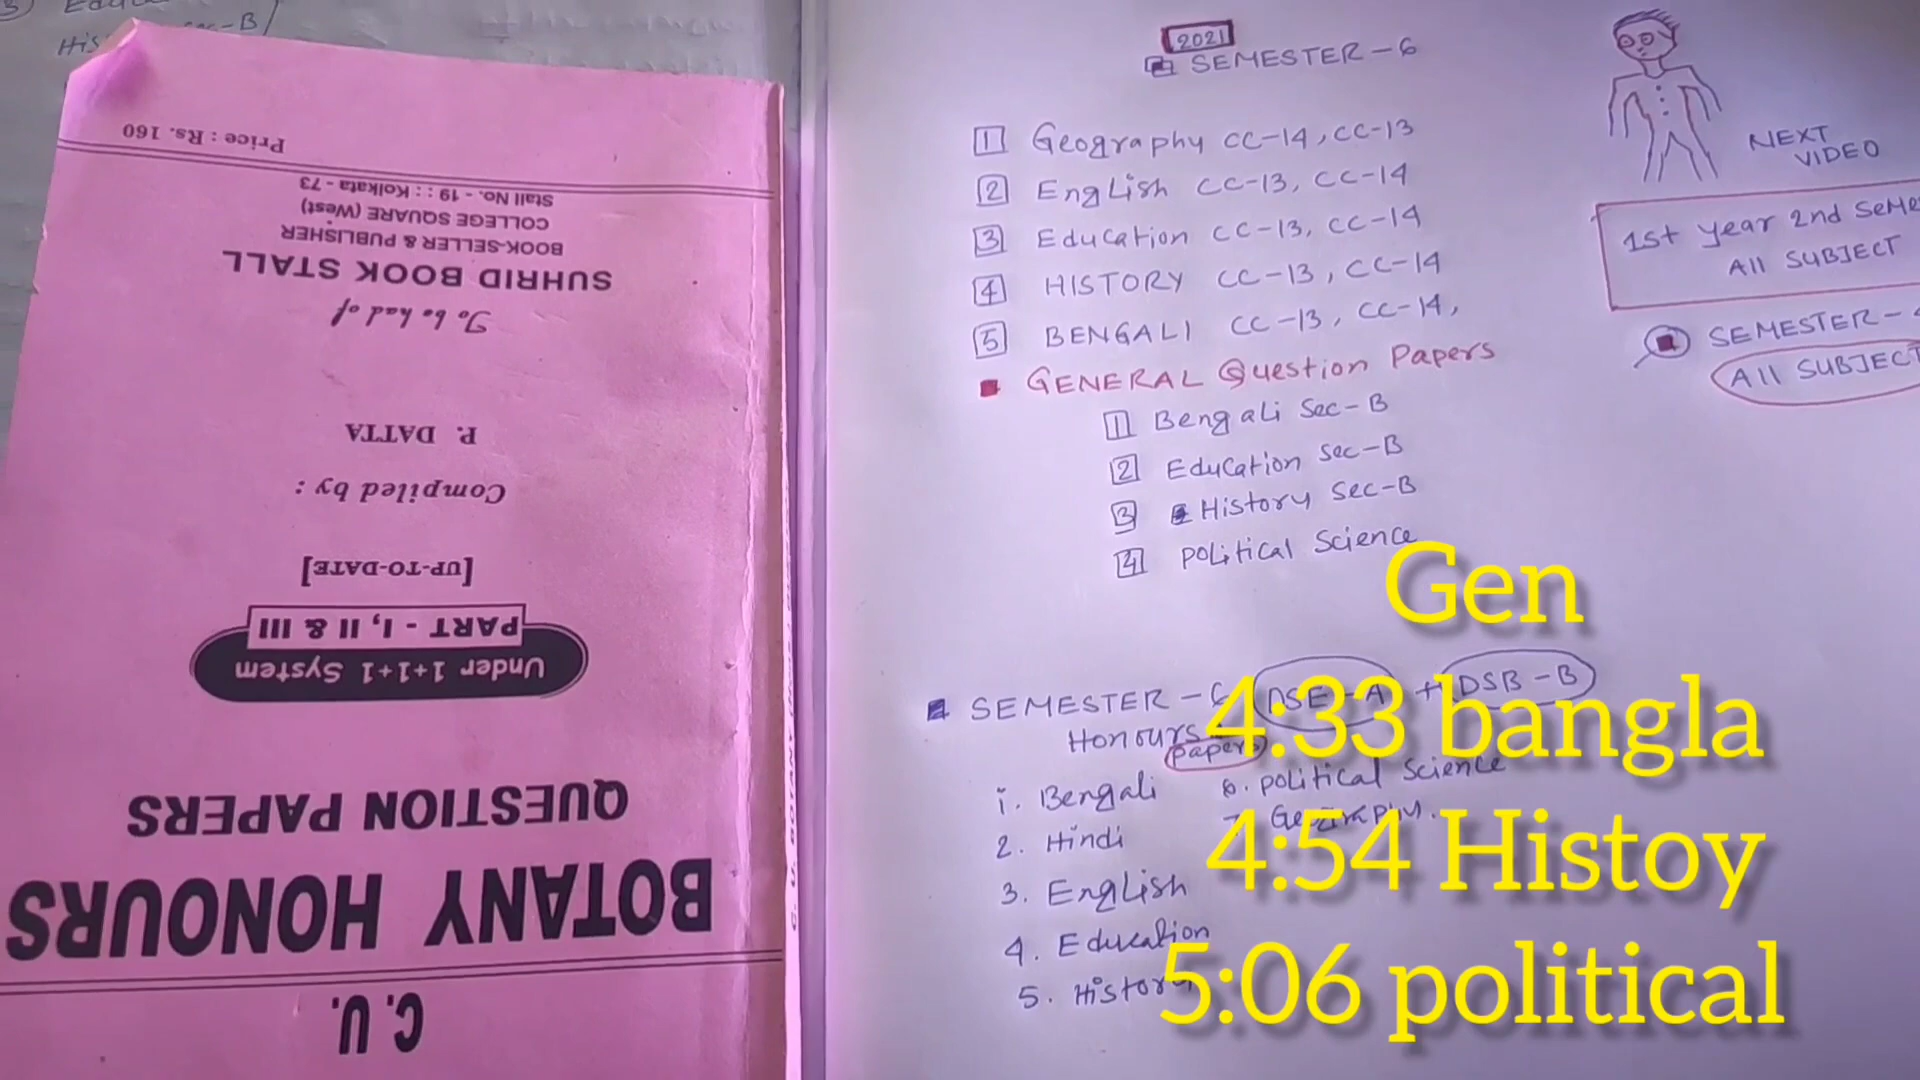 C.U.
BOTANY HONOURS
QUESTION PAPERS
Under 1+1+1 System
PART - I, II & III
[UP-TO-DATE]
Compiled by :
P. DATTA
To be had of
SUHRID BOOK STALL
BOOK-SELLER & PUBLISHER
COLLEGE SQUARE (West)
Stall No. - 19 : : Kolkata - 73
Price : Rs. 160
2021
SEMESTER-6
1 Geography CC-14, CC-13
2 English CC-13, CC-14
3 Education CC-13, CC-14
4 HISTORY CC-13, CC-14
5 BENGALI CC-13, CC-14,
GENERAL Question Papers
1 Bengali Sec-B
2 Education Sec-B
3 History Sec-B
4 Political Science
SEMESTER-6 DSE-A + DSB-B
Honours
papers
1. Bengali
2. Hindi
3. English
4. Education
5. History
6. political Science
NEXT
VIDEO
1st year 2nd
All SUBJECT
SEMESTER-
All SUBJECT
Gen
4:33 bangla
4:54 Histoy
5:06 political